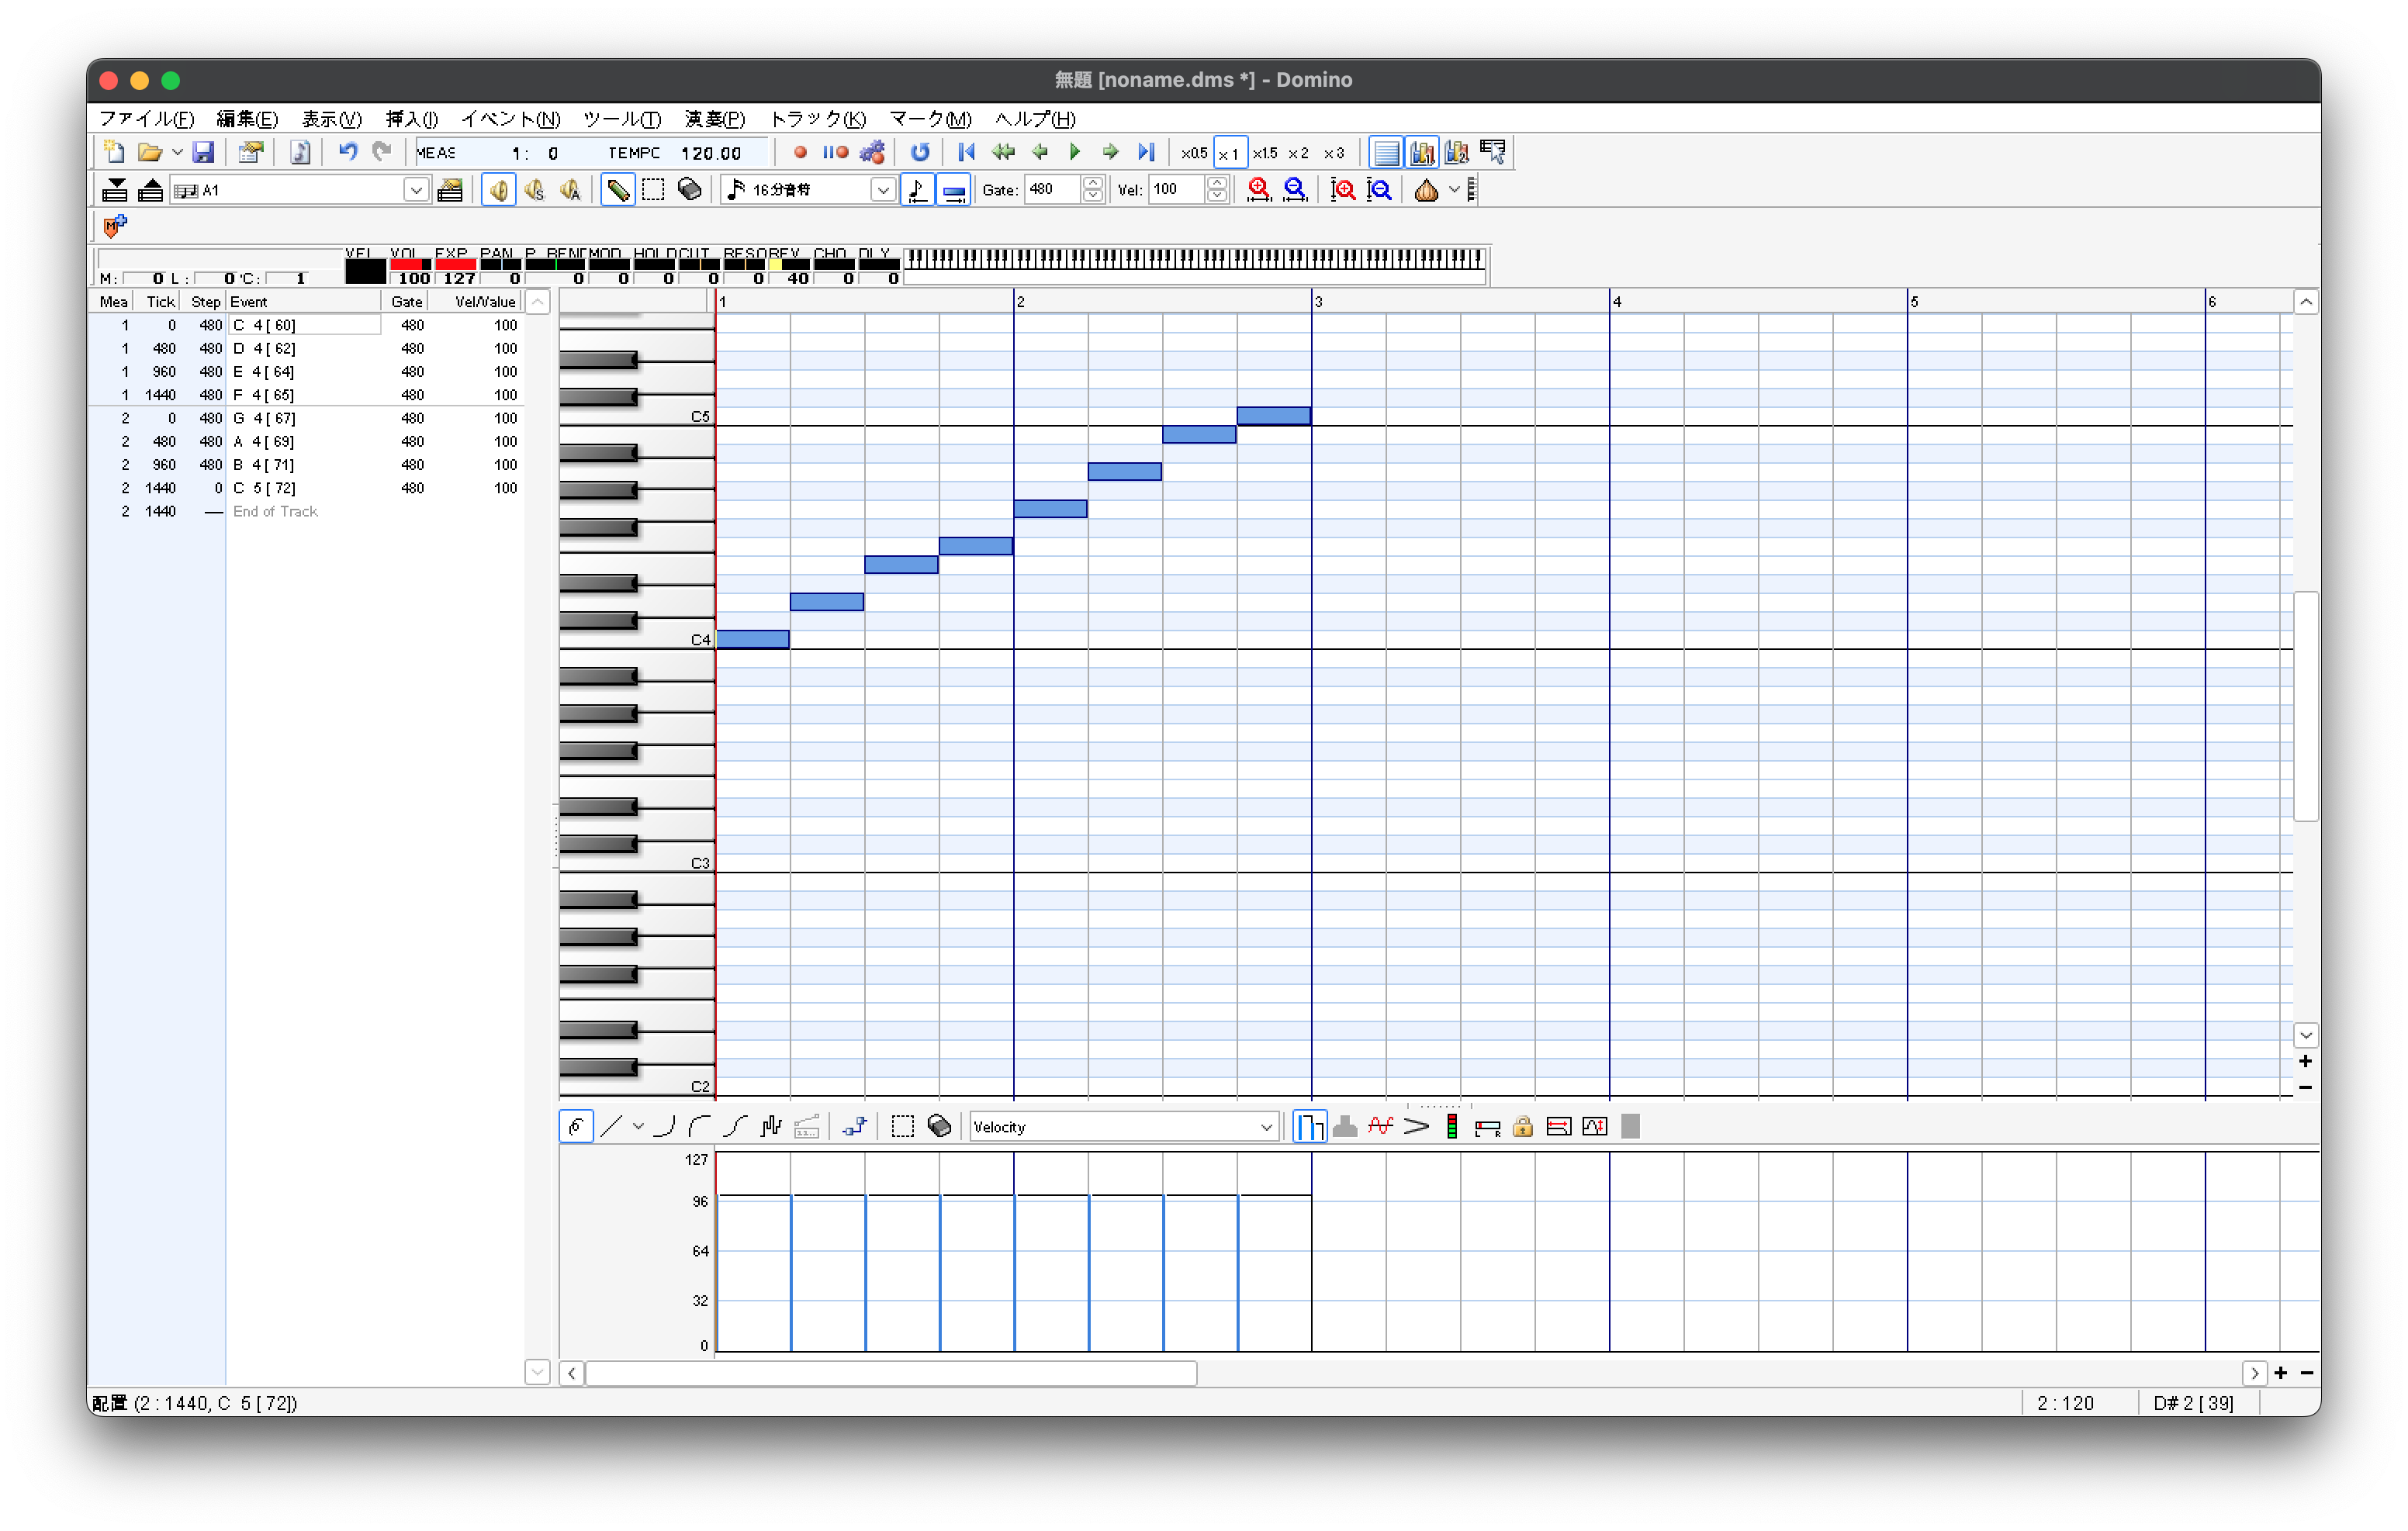 無題 [noname.dms *] - Domino
ファイル(F) 編集(E) 表示(V) 挿入(I) イベント(N) ツール(T) 演奏(P) トラック(K) マーク(M) ヘルプ(H)
MEAS 1: 0 TEMPO 120.00 x0.5 x1 x1.5 x2 x3
A1 16分音符 Gate: 480 Vel: 100
VEL VOL EXP PAN P_BEND MOD HOLD CUT RESO REV CHO DLY
M: 0 L: 0 'C: 1 100 127 0 0 0 0 0 0 40 0 0
Mea Tick Step Event Gate Vel/Value 1 2 3 4 5 6
1 0 480 C 4 [ 60] 480 100
1 480 480 D 4 [ 62] 480 100
1 960 480 E 4 [ 64] 480 100
1 1440 480 F 4 [ 65] 480 100
2 0 480 G 4 [ 67] 480 100
2 480 480 A 4 [ 69] 480 100
2 960 480 B 4 [ 71] 480 100
2 1440 0 C 5 [ 72] 480 100
2 1440 — End of Track
C5
C4
C3
C2
Velocity
127
96
64
32
0
配置 (2 : 1440, C 5 [ 72]) 2 : 120 D# 2 [ 39]